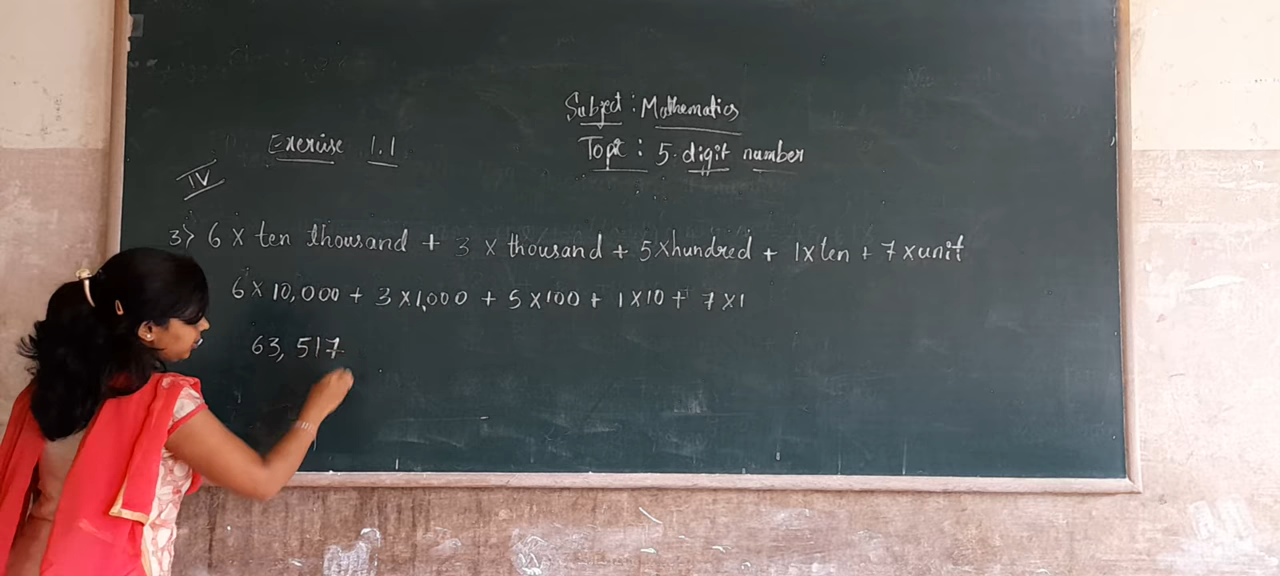 Subject : Mathematics
Exercise 1.1
Topic : 5-digit number
IV
3> 6 x ten thousand + 3 x thousand + 5 x hundred + 1 x ten + 7 x unit
6 x 10,000 + 3 x 1,000 + 5 x 100 + 1 x 10 + 7 x 1
63,517